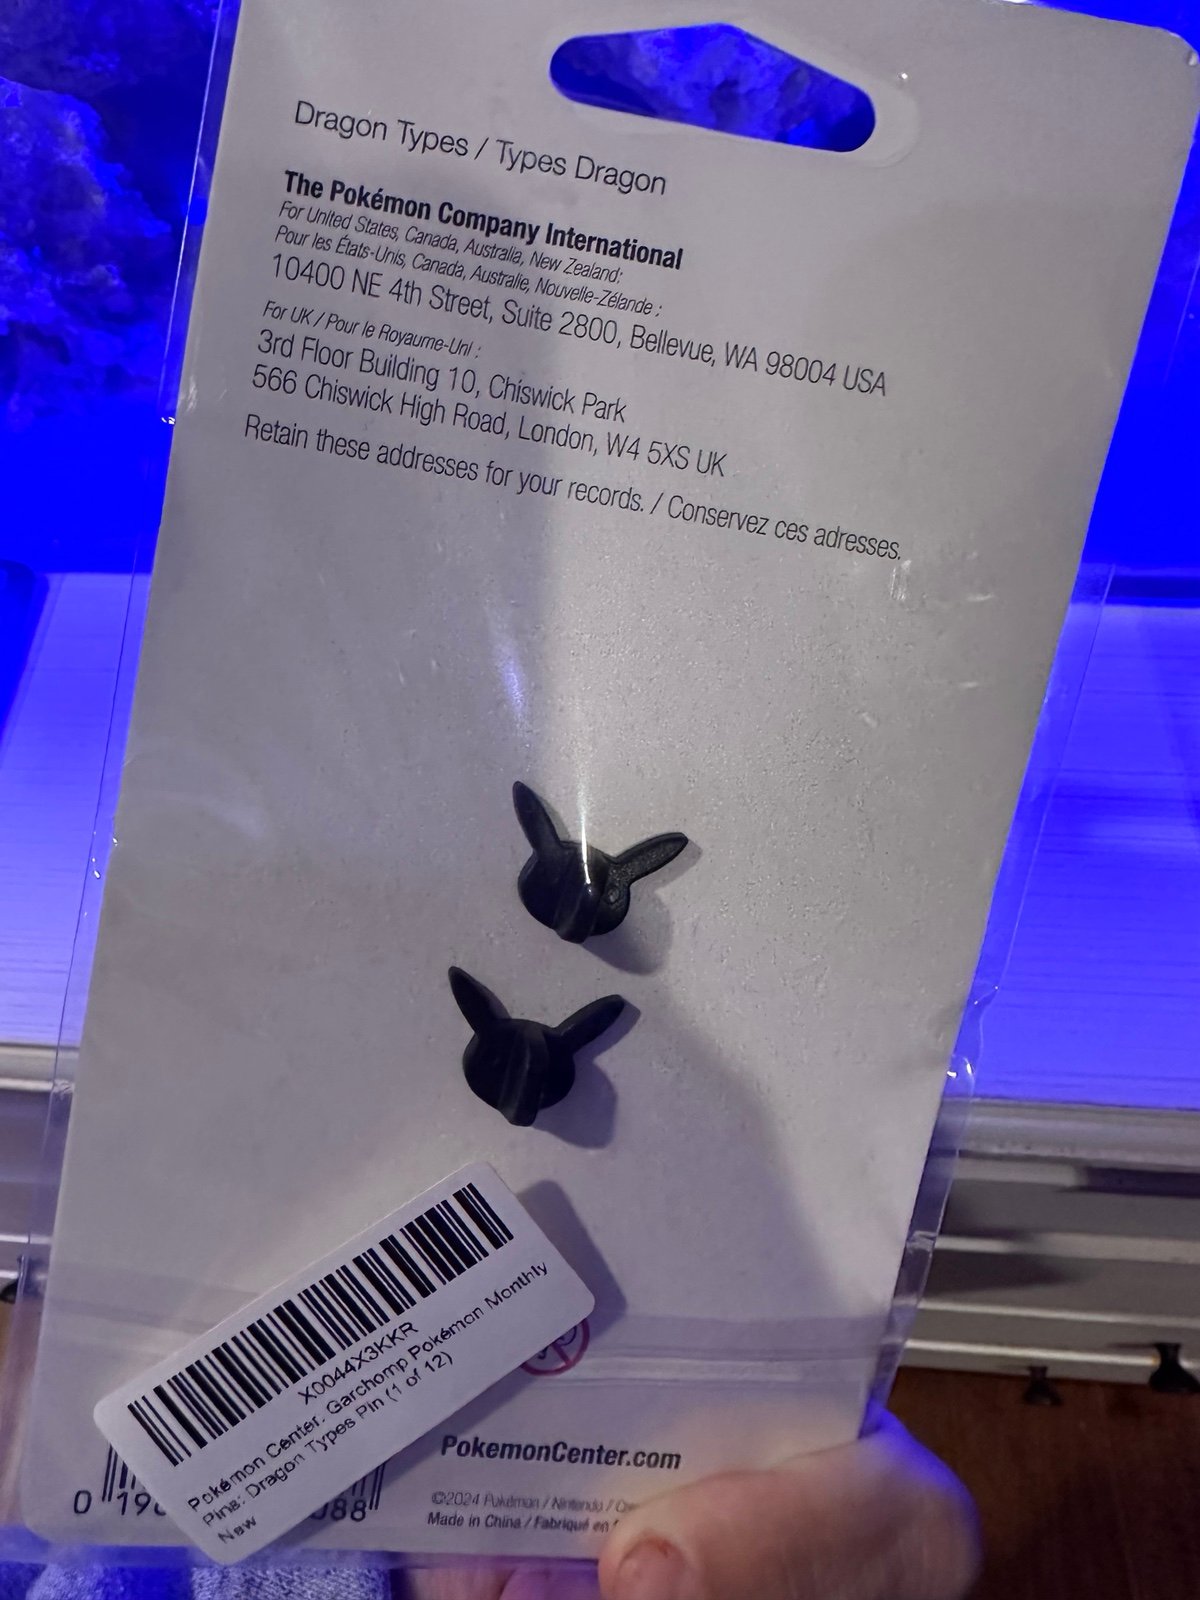 Dragon Types / Types Dragon
The Pokémon Company International
For United States, Canada, Australia, New Zealand:
Pour les États-Unis, Canada, Australie, Nouvelle-Zélande :
10400 NE 4th Street, Suite 2800, Bellevue, WA 98004 USA
For UK / Pour le Royaume-Uni :
3rd Floor Building 10, Chiswick Park
566 Chiswick High Road, London, W4 5XS UK
Retain these addresses for your records. / Conservez ces adresses.
X0044X3KKR
Pokémon Center: Garchomp Pokémon Monthly
Pins: Dragon Types Pin (1 of 12)
New
PokemonCenter.com
©2024 Pokémon / Nintendo /
Made in China / Fabriqué en
0